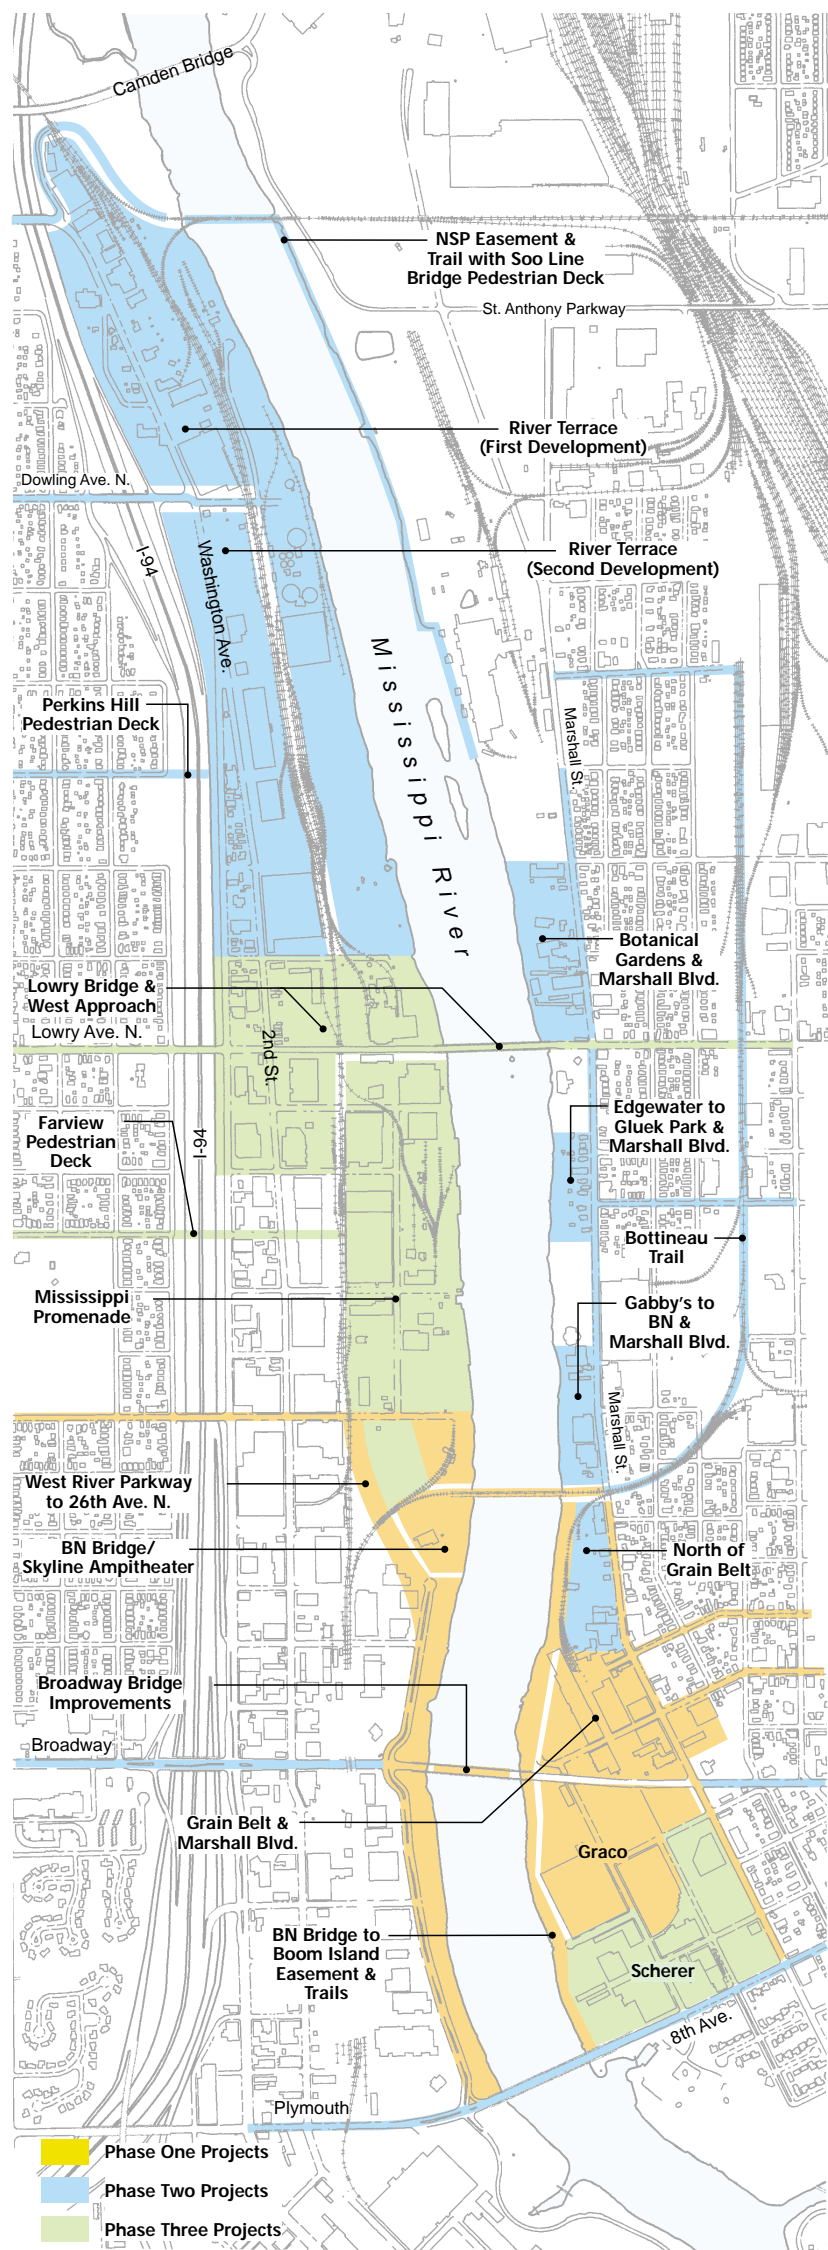 Camden Bridge
NSP Easement &
Trail with Soo Line
Bridge Pedestrian Deck
St. Anthony Parkway
River Terrace
(First Development)
Dowling Ave. N.
I-94
Washington Ave.
River Terrace
(Second Development)
Mississippi River
Perkins Hill
Pedestrian Deck
Marshall St.
Botanical
Gardens &
Marshall Blvd.
Lowry Bridge &
West Approach
Lowry Ave. N.
2nd St.
Edgewater to
Gluek Park &
Marshall Blvd.
Farview
Pedestrian
Deck
I-94
Bottineau
Trail
Mississippi
Promenade
Gabby's to
BN &
Marshall Blvd.
Marshall St.
West River Parkway
to 26th Ave. N.
BN Bridge/
Skyline Ampitheater
North of
Grain Belt
Broadway Bridge
Improvements
Broadway
Grain Belt &
Marshall Blvd.
Graco
BN Bridge to
Boom Island
Easement &
Trails
Scherer
8th Ave.
Plymouth
Phase One Projects
Phase Two Projects
Phase Three Projects